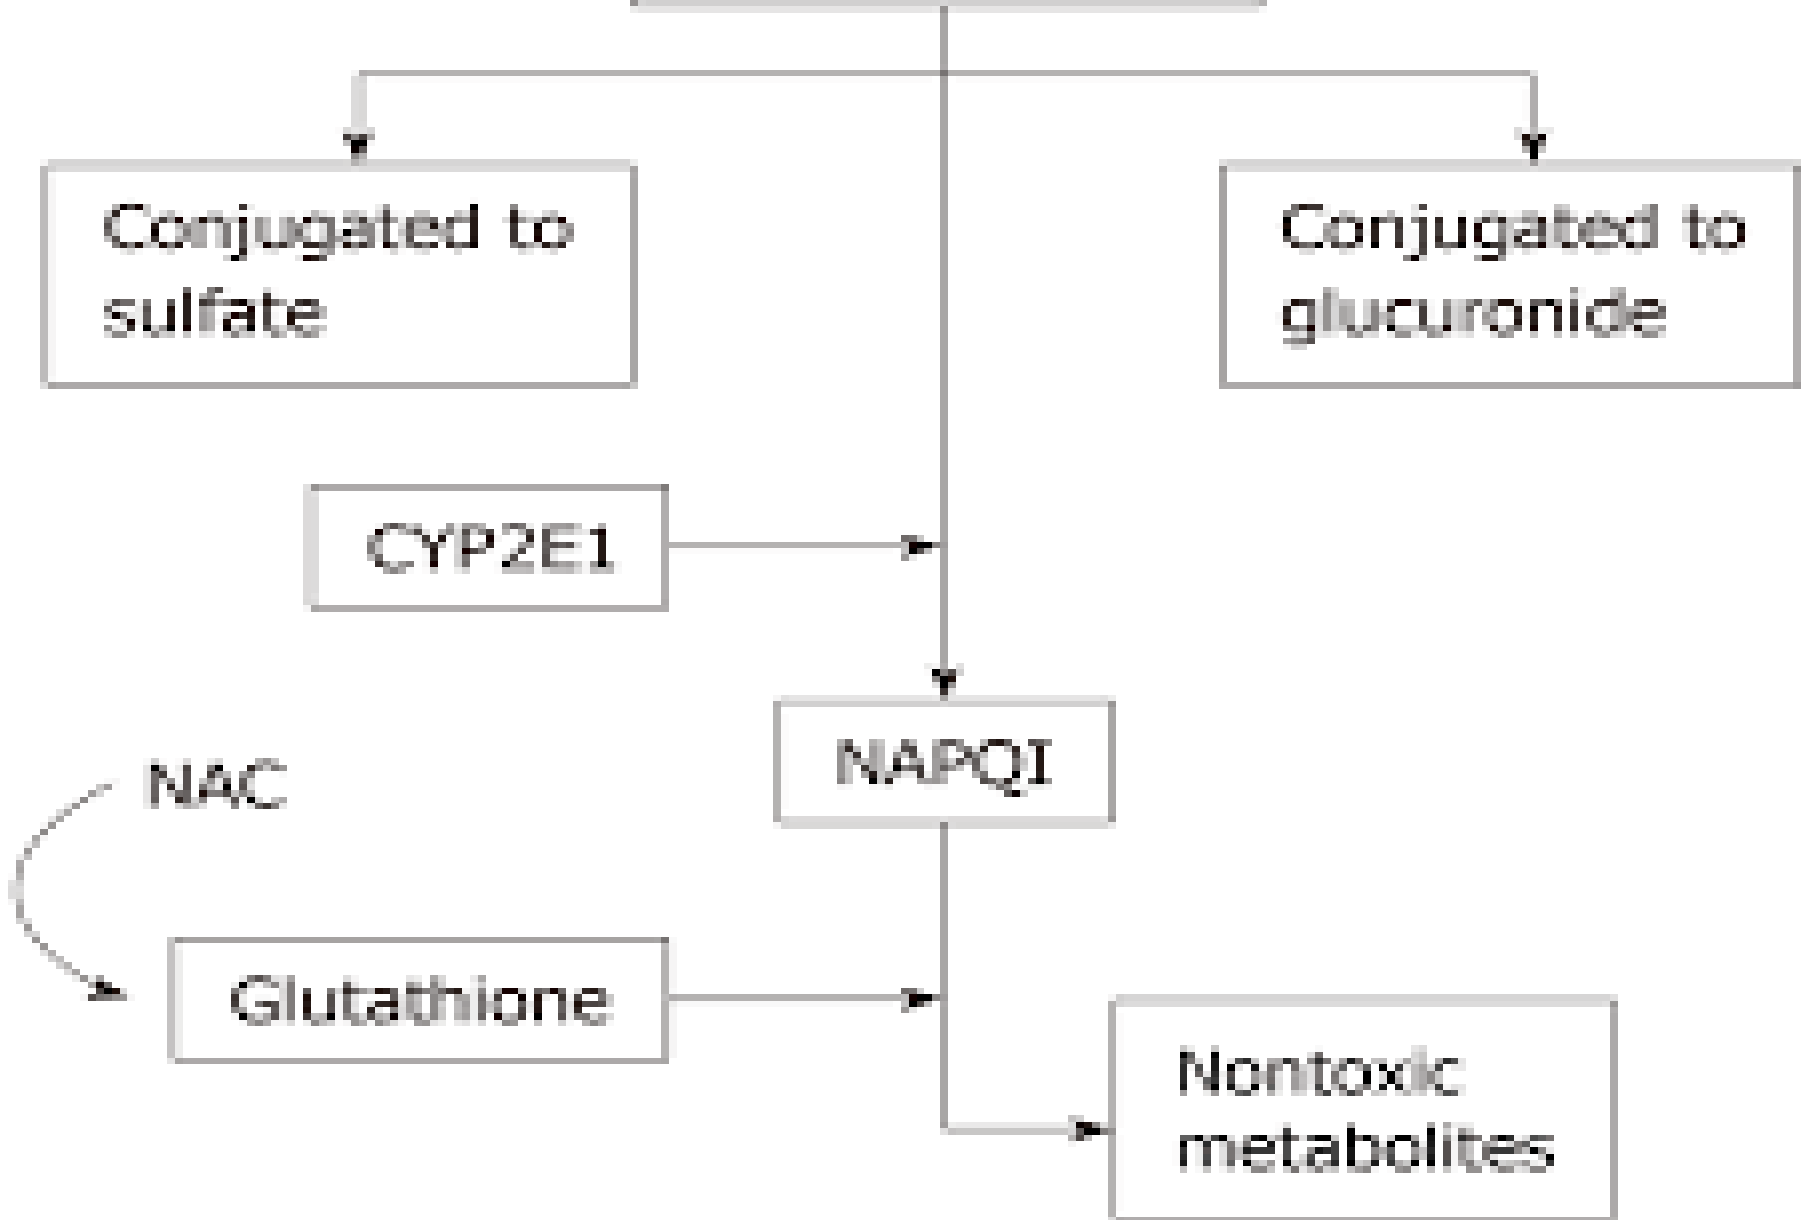 Conjugated to
sulfate
Conjugated to
glucuronide
CYP2E1
NAPQI
NAC
Glutathione
Nontoxic
metabolites